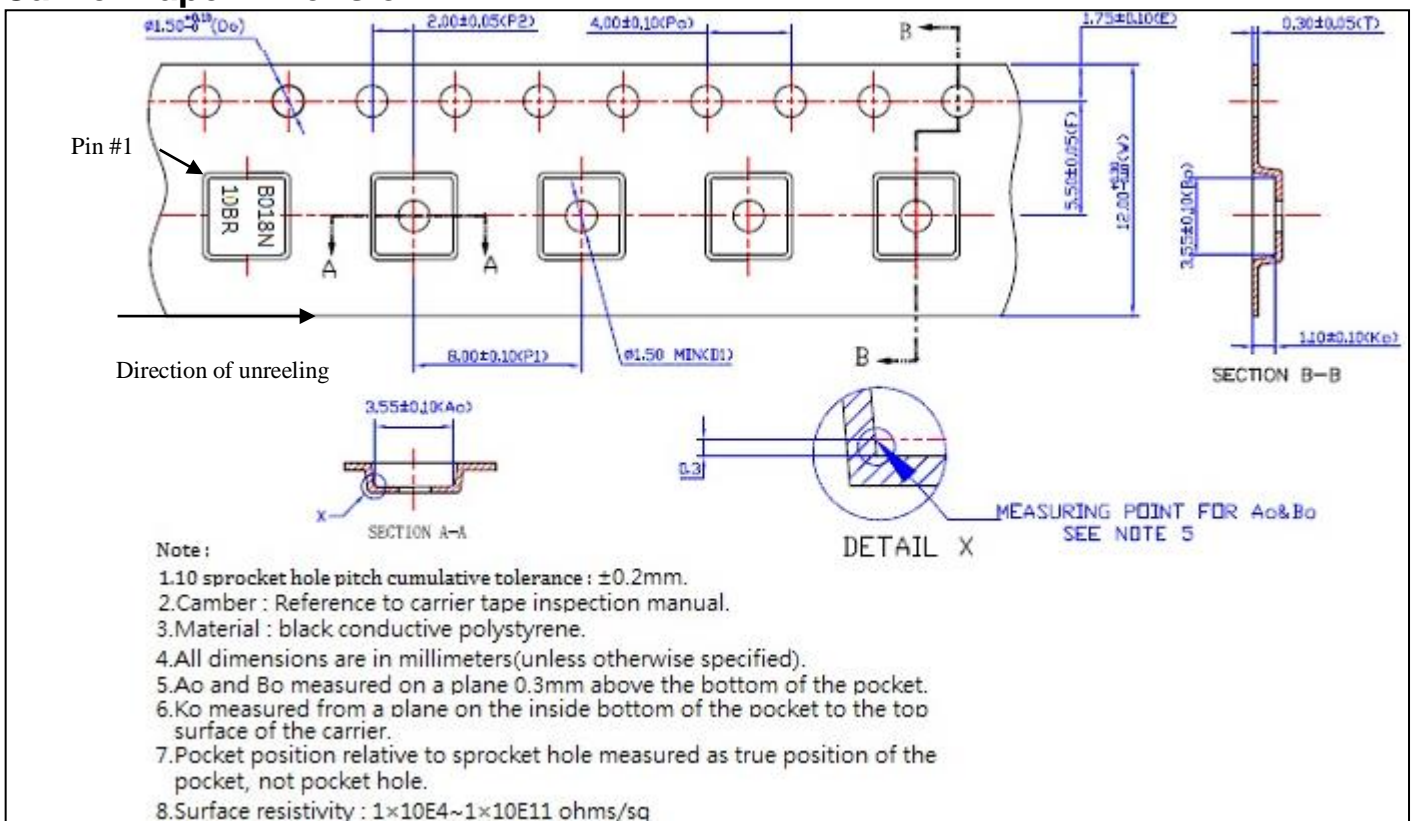 ø1.50+0.10-0(Do)
2.00±0.05(P2)
4.00±0.10(Po)
B
1.75±0.10(E)
0.30±0.05(T)
Pin #1
B018N
10BR
A
A
5.50±0.05(F)
12.00 (W)
3.55±0.10(Bo)
8.00±0.10(P1)
ø1.50 MIN(D1)
B
1.10±0.10(Ko)
SECTION B-B
Direction of unreeling
3.55±0.10(Ao)
X
SECTION A-A
0.3
MEASURING POINT FOR Ao&Bo
SEE NOTE 5
DETAIL X
Note :
1.10 sprocket hole pitch cumulative tolerance : ±0.2mm.
2.Camber : Reference to carrier tape inspection manual.
3.Material : black conductive polystyrene.
4.All dimensions are in millimeters(unless otherwise specified).
5.Ao and Bo measured on a plane 0.3mm above the bottom of the pocket.
6.Ko measured from a plane on the inside bottom of the pocket to the top
surface of the carrier.
7.Pocket position relative to sprocket hole measured as true position of the
pocket, not pocket hole.
8.Surface resistivity : 1×10E4~1×10E11 ohms/sq